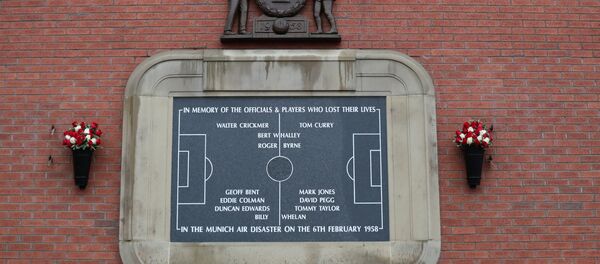 IN MEMORY OF THE OFFICIALS & PLAYERS WHO LOST THEIR LIVES
WALTER CRICKMER TOM CURRY
BERT WHALLEY
ROGER BYRNE
GEOFF BENT MARK JONES
EDDIE COLMAN DAVID PEGG
DUNCAN EDWARDS TOMMY TAYLOR
BILLY WHELAN
IN THE MUNICH AIR DISASTER ON THE 6TH FEBRUARY 1958